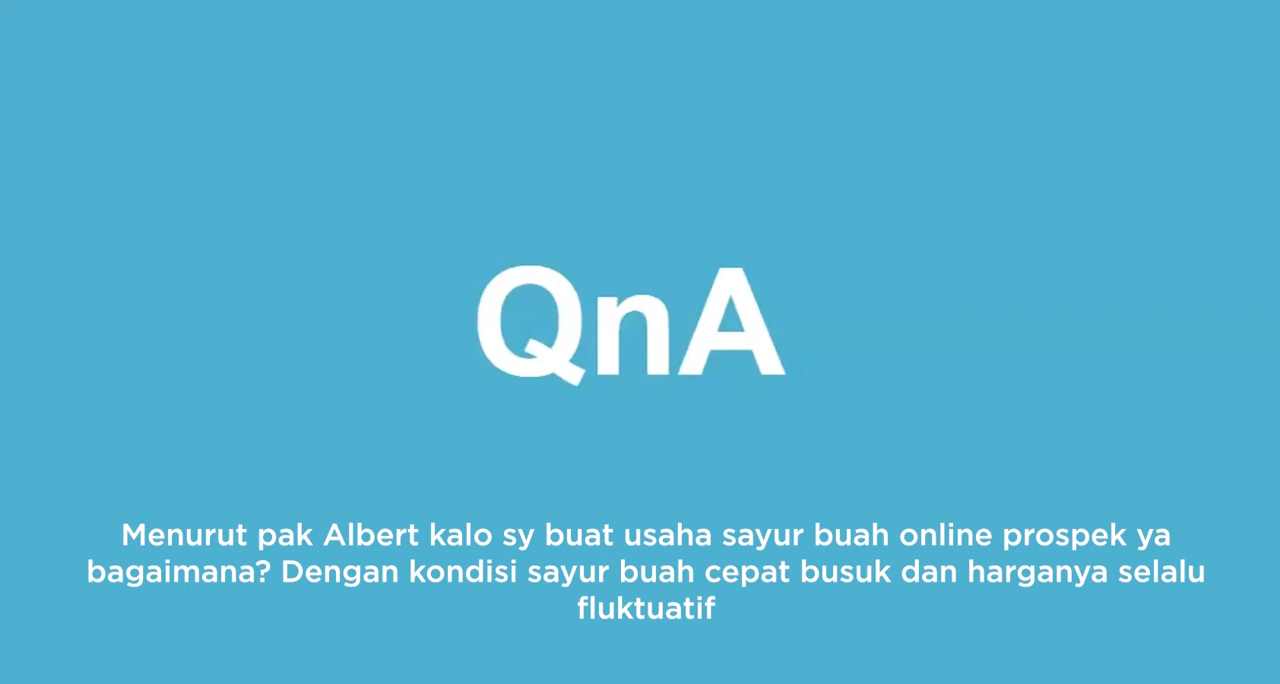 QnA
Menurut pak Albert kalo sy buat usaha sayur buah online prospek ya
bagaimana? Dengan kondisi sayur buah cepat busuk dan harganya selalu
fluktuatif